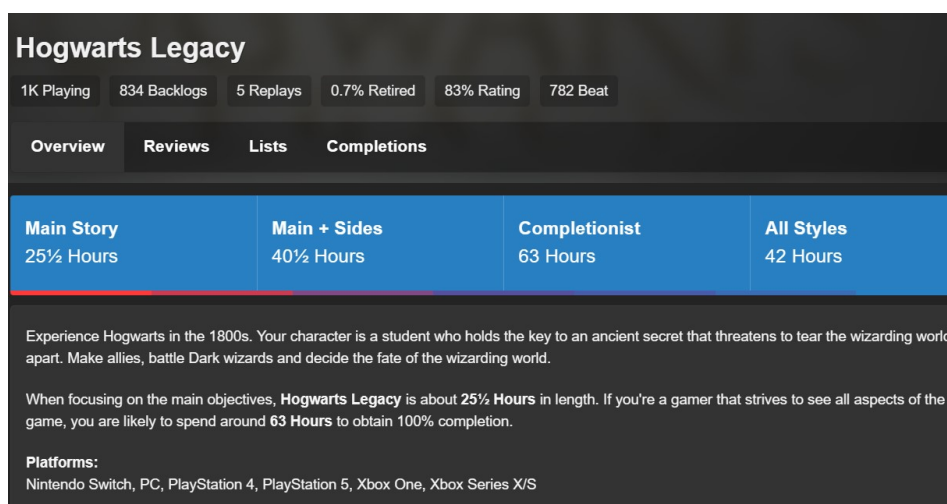 Hogwarts Legacy
1K Playing 834 Backlogs 5 Replays 0.7% Retired 83% Rating 782 Beat
Overview Reviews Lists Completions
Main Story Main + Sides Completionist All Styles
25½ Hours 40½ Hours 63 Hours 42 Hours
Experience Hogwarts in the 1800s. Your character is a student who holds the key to an ancient secret that threatens to tear the wizarding
apart. Make allies, battle Dark wizards and decide the fate of the wizarding world.
When focusing on the main objectives, Hogwarts Legacy is about 25½ Hours in length. If you're a gamer that strives to see all aspects of the
game, you are likely to spend around 63 Hours to obtain 100% completion.
Platforms:
Nintendo Switch, PC, PlayStation 4, PlayStation 5, Xbox One, Xbox Series X/S